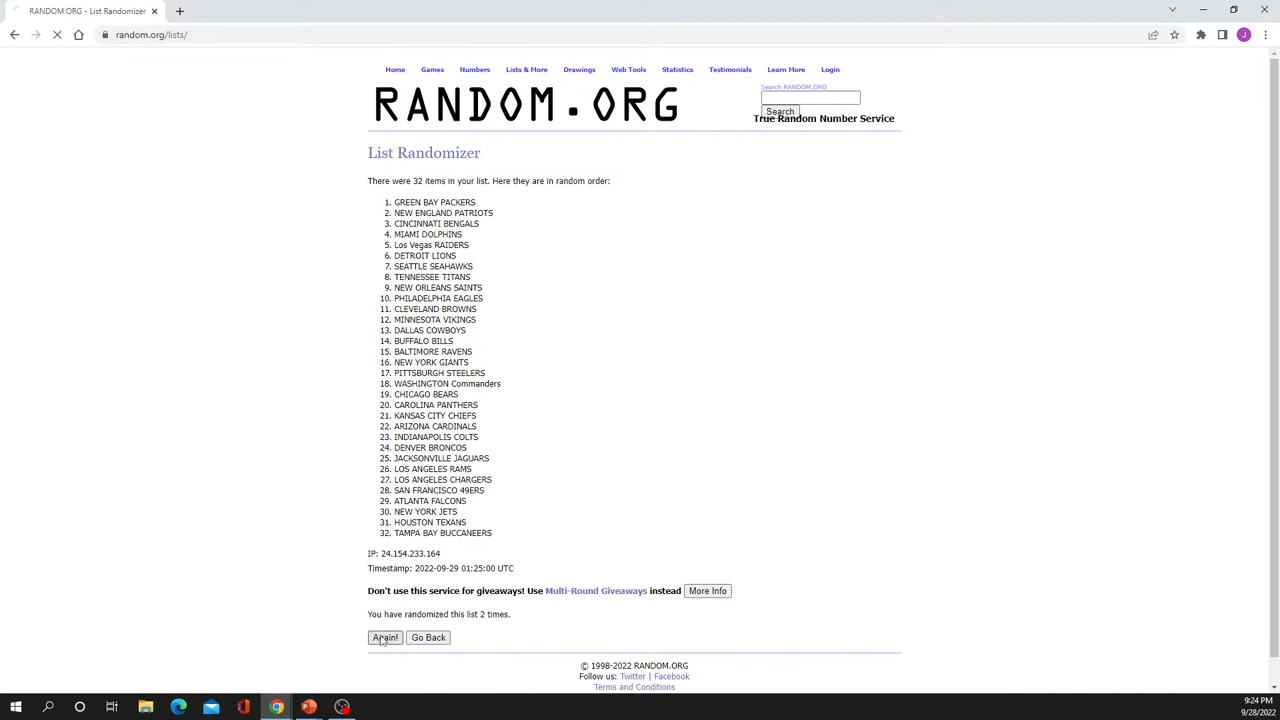 RANDOM.ORG - True Random
random.org/lists/
J
Home Games Numbers Lists & More Drawings Web Tools Statistics Testimonials Learn More Login
RANDOM.ORG
Search RANDOM.ORG
Search
True Random Number Service
List Randomizer
There were 32 items in your list. Here they are in random order:
1. GREEN BAY PACKERS
2. NEW ENGLAND PATRIOTS
3. CINCINNATI BENGALS
4. MIAMI DOLPHINS
5. Los Vegas RAIDERS
6. DETROIT LIONS
7. SEATTLE SEAHAWKS
8. TENNESSEE TITANS
9. NEW ORLEANS SAINTS
10. PHILADELPHIA EAGLES
11. CLEVELAND BROWNS
12. MINNESOTA VIKINGS
13. DALLAS COWBOYS
14. BUFFALO BILLS
15. BALTIMORE RAVENS
16. NEW YORK GIANTS
17. PITTSBURGH STEELERS
18. WASHINGTON Commanders
19. CHICAGO BEARS
20. CAROLINA PANTHERS
21. KANSAS CITY CHIEFS
22. ARIZONA CARDINALS
23. INDIANAPOLIS COLTS
24. DENVER BRONCOS
25. JACKSONVILLE JAGUARS
26. LOS ANGELES RAMS
27. LOS ANGELES CHARGERS
28. SAN FRANCISCO 49ERS
29. ATLANTA FALCONS
30. NEW YORK JETS
31. HOUSTON TEXANS
32. TAMPA BAY BUCCANEERS
IP: 24.154.233.164
Timestamp: 2022-09-29 01:25:00 UTC
Don't use this service for giveaways! Use Multi-Round Giveaways instead More Info
You have randomized this list 2 times.
Again! Go Back
© 1998-2022 RANDOM.ORG
Follow us: Twitter | Facebook
Terms and Conditions
9:24 PM
9/28/2022